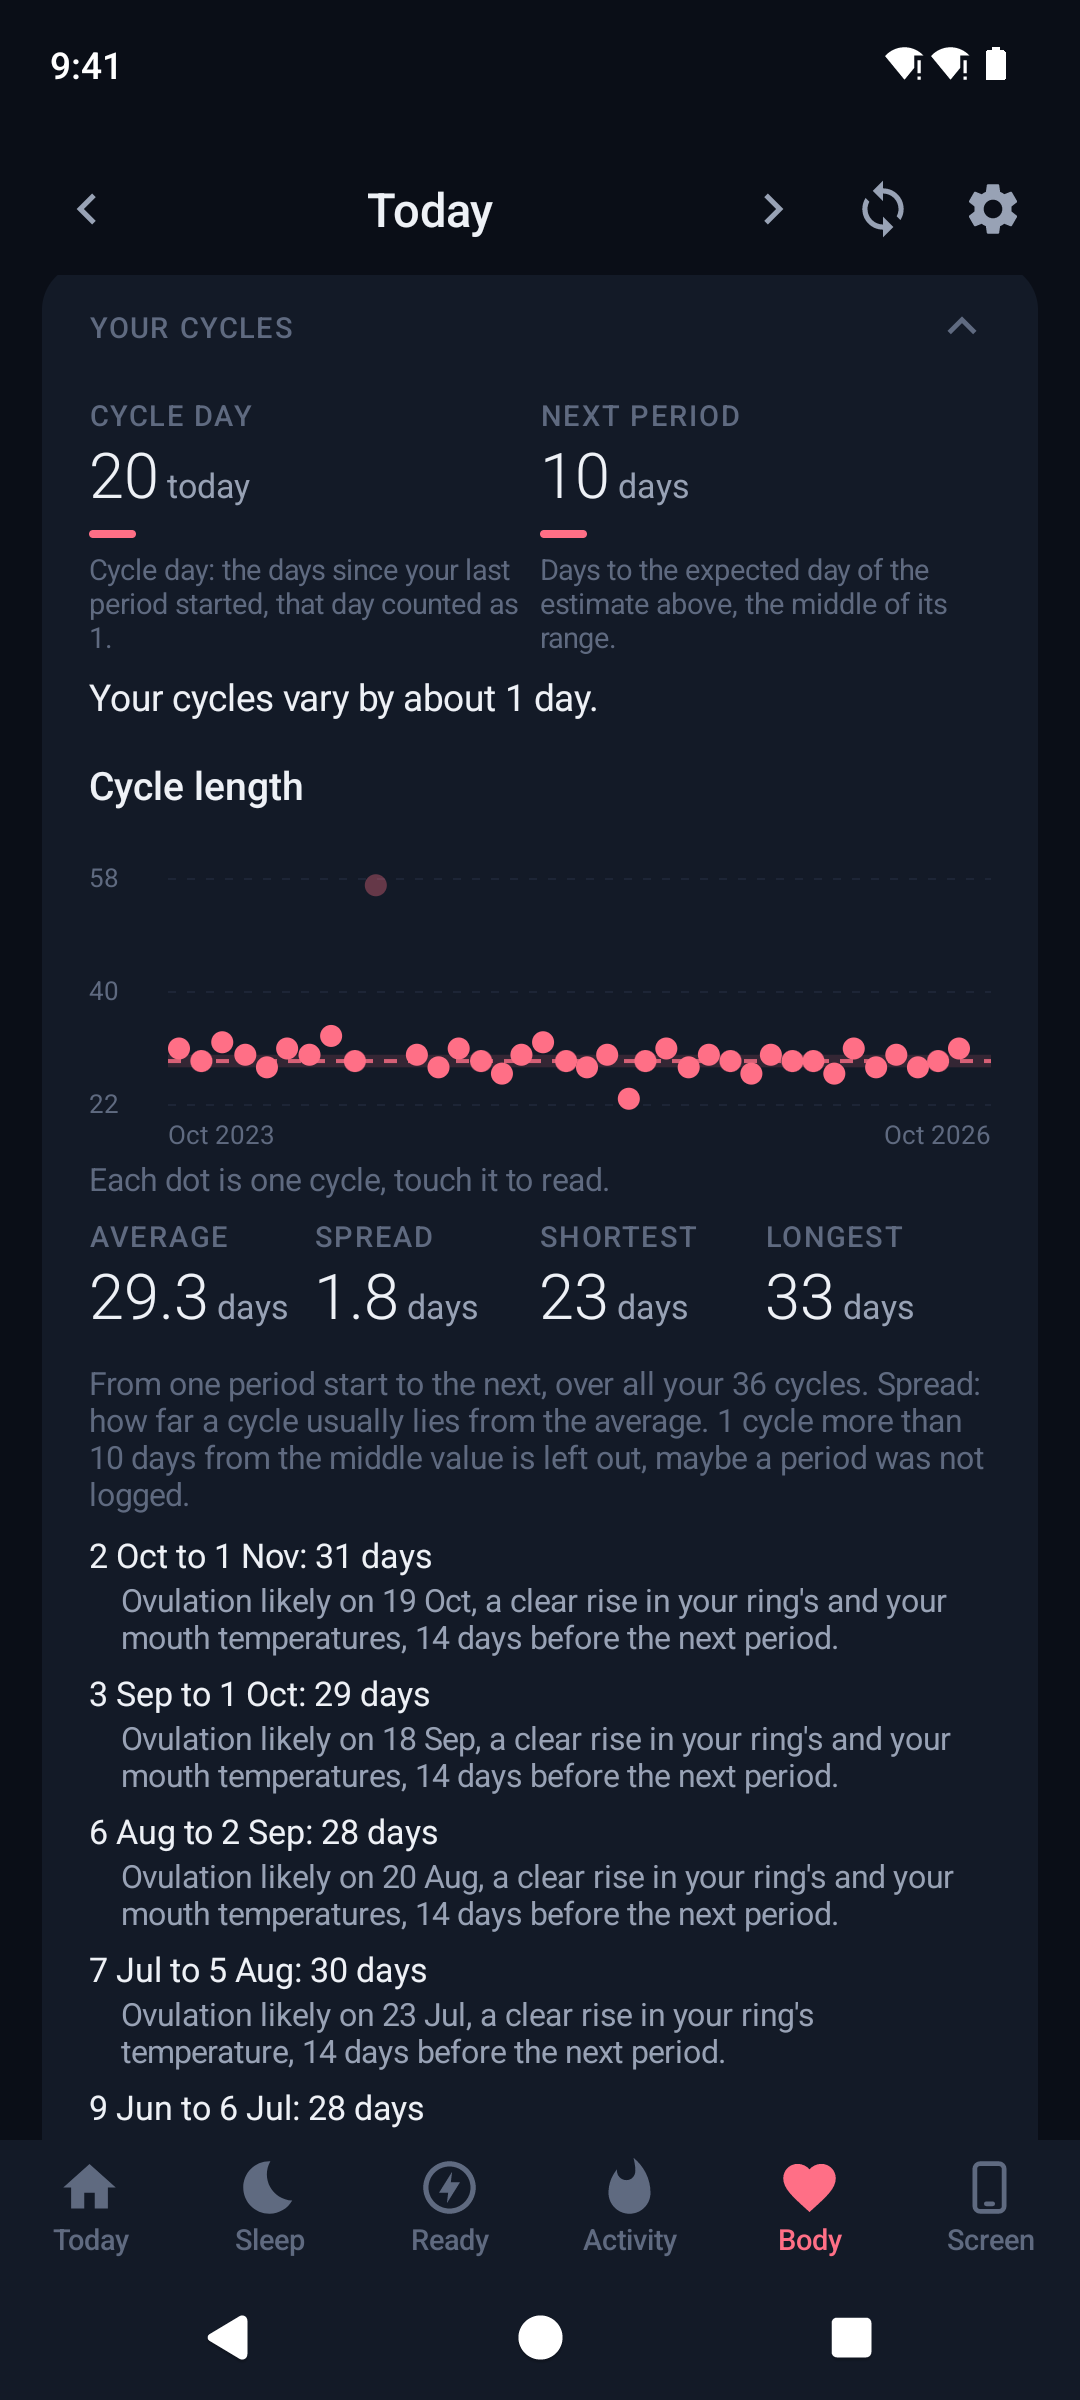 9:41
Today
YOUR CYCLES
CYCLE DAY
NEXT PERIOD
20 today
10 days
Cycle day: the days since your last
period started, that day counted as
1.
Days to the expected day of the
estimate above, the middle of its
range.
Your cycles vary by about 1 day.
Cycle length
58
40
22
Oct 2023
Oct 2026
Each dot is one cycle, touch it to read.
AVERAGE
SPREAD
SHORTEST
LONGEST
29.3 days
1.8 days
23 days
33 days
From one period start to the next, over all your 36 cycles. Spread:
how far a cycle usually lies from the average. 1 cycle more than
10 days from the middle value is left out, maybe a period was not
logged.
2 Oct to 1 Nov: 31 days
Ovulation likely on 19 Oct, a clear rise in your ring's and your
mouth temperatures, 14 days before the next period.
3 Sep to 1 Oct: 29 days
Ovulation likely on 18 Sep, a clear rise in your ring's and your
mouth temperatures, 14 days before the next period.
6 Aug to 2 Sep: 28 days
Ovulation likely on 20 Aug, a clear rise in your ring's and your
mouth temperatures, 14 days before the next period.
7 Jul to 5 Aug: 30 days
Ovulation likely on 23 Jul, a clear rise in your ring's
temperature, 14 days before the next period.
9 Jun to 6 Jul: 28 days
Today
Sleep
Ready
Activity
Body
Screen